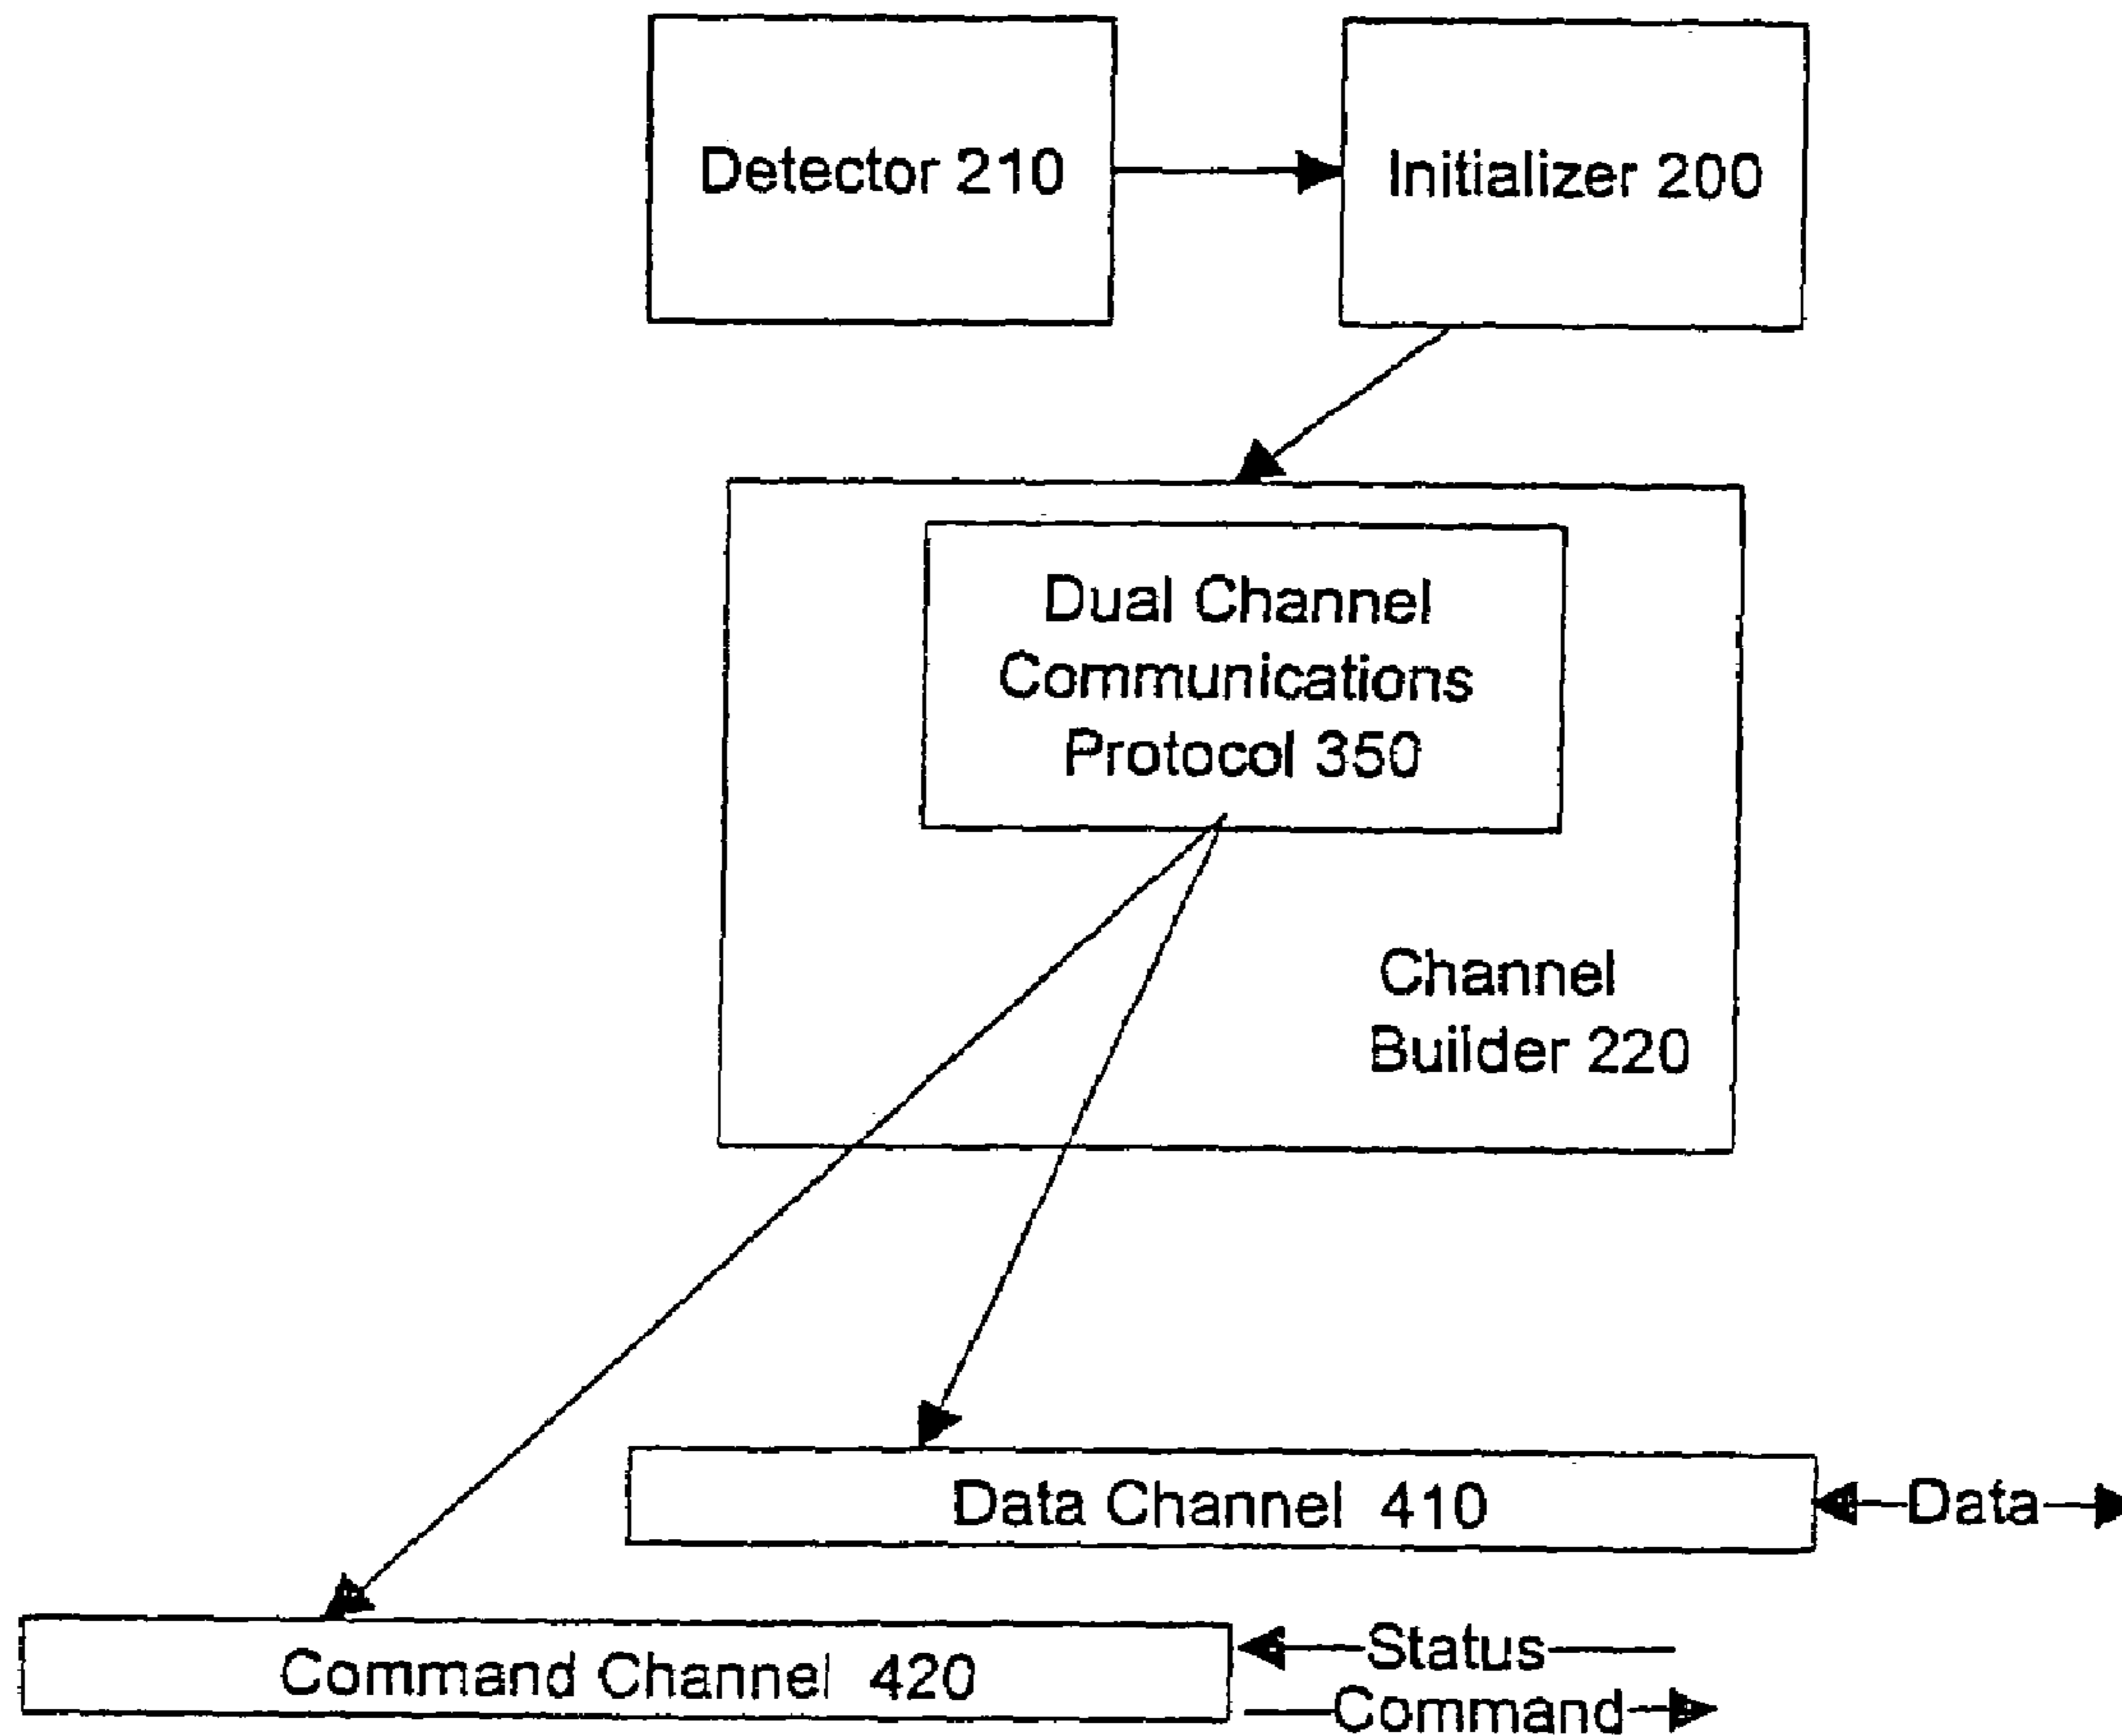 Detector 210
Initializer 200
Dual Channel
Communications
Protocol 350
Channel
Builder 220
Data Channel 410
Data
Command Channel 420
Status
Command